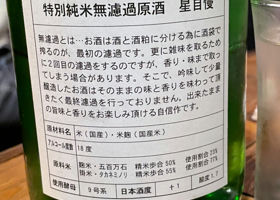 特別純米無濾過原酒 星自慢
無濾過とは…お酒は酒と酒粕に分ける為に酒袋で
搾るのが、最初の濾過です。更に雑味を取るため
に２回目の濾過をするのですが、香り・味まで取っ
てしまう場合があります。そこで、吟味して少量
醸造したお酒はそのままの味と香りを味わって頂
きたく最終濾過を行っておりません。出来たまま
の旨味と香りをお楽しみ頂ける自信作です。
原材料名 米（国産）・米麹（国産米）
アルコール度数 18 度
原料米 麹米・五百万石 精米歩合 50% 使用割合 23%
掛米・タカネミノリ 精米歩合 55% 使用割合 77%
使用酵母 9 号系 日本酒度 +1 酸度 1.7